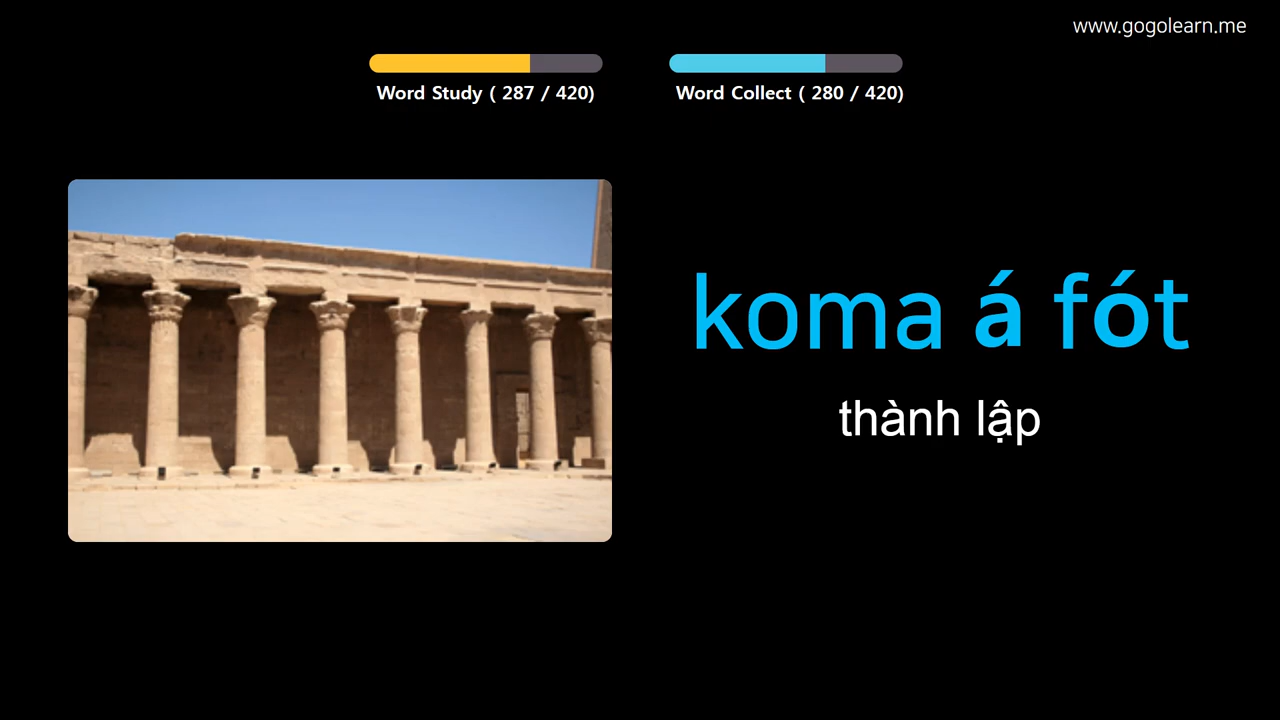 www.gogolearn.me
Word Study ( 287 / 420)
Word Collect ( 280 / 420)
koma á fót
thành lập